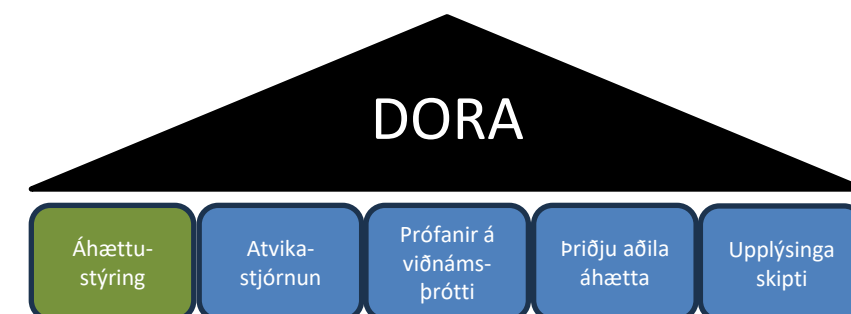 DORA
Áhættu-
stýring
Atvika-
stjórnun
Prófanir á
viðnáms-
þrótti
Þriðju aðila
áhætta
Upplýsinga
skipti